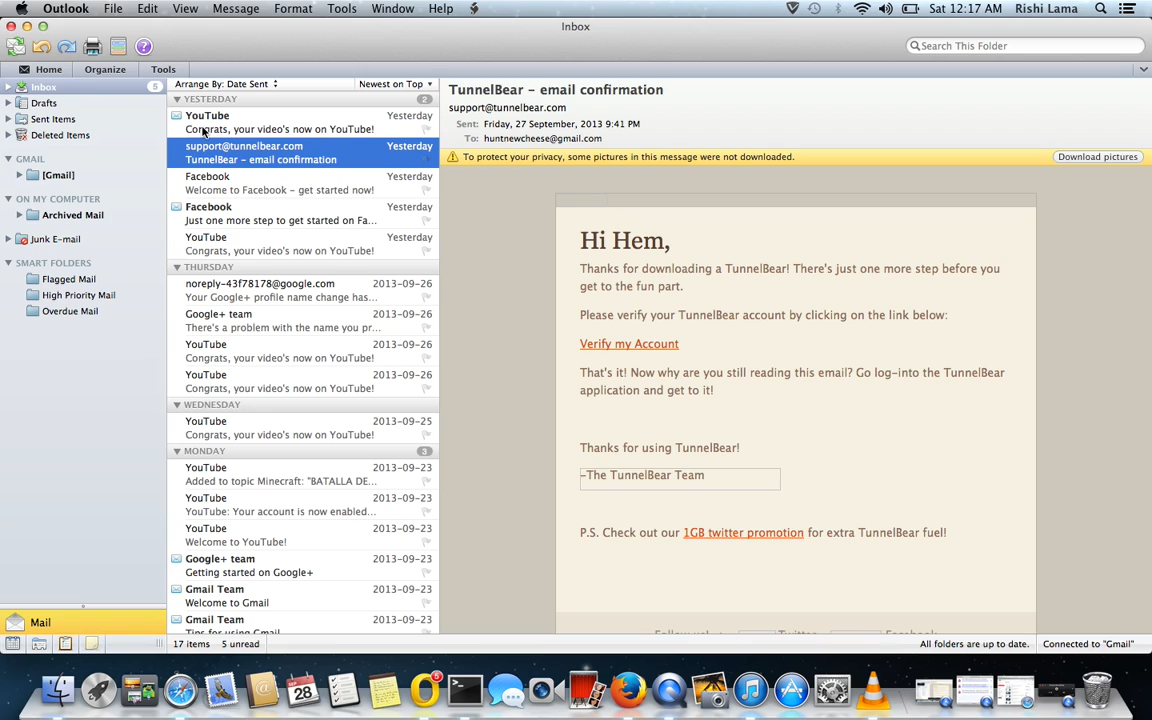 Outlook File Edit View Message Format Tools Window Help Sat 12:17 AM Rishi Lama
Inbox
Search This Folder
Home Organize Tools
Inbox 5
Drafts
Sent Items
Deleted Items
GMAIL
[Gmail]
ON MY COMPUTER
Archived Mail
Junk E-mail
SMART FOLDERS
Flagged Mail
High Priority Mail
Overdue Mail
Mail
Arrange By: Date Sent Newest on Top
YESTERDAY 2
YouTube Yesterday
Congrats, your video's now on YouTube!
support@tunnelbear.com Yesterday
TunnelBear – email confirmation
Facebook Yesterday
Welcome to Facebook – get started now!
Facebook Yesterday
Just one more step to get started on Fa...
YouTube Yesterday
Congrats, your video's now on YouTube!
THURSDAY
noreply-43f78178@google.com 2013-09-26
Your Google+ profile name change has...
Google+ team 2013-09-26
There's a problem with the name you pr...
YouTube 2013-09-26
Congrats, your video's now on YouTube!
YouTube 2013-09-26
Congrats, your video's now on YouTube!
WEDNESDAY
YouTube 2013-09-25
Congrats, your video's now on YouTube!
MONDAY 3
YouTube 2013-09-23
Added to topic Minecraft: "BATALLA DE...
YouTube 2013-09-23
YouTube: Your account is now enabled...
YouTube 2013-09-23
Welcome to YouTube!
Google+ team 2013-09-23
Getting started on Google+
Gmail Team 2013-09-23
Welcome to Gmail
Gmail Team 2013-09-23
Tips for using Gmail
TunnelBear – email confirmation
support@tunnelbear.com
Sent: Friday, 27 September, 2013 9:41 PM
To: huntnewcheese@gmail.com
To protect your privacy, some pictures in this message were not downloaded. Download pictures
Hi Hem,
Thanks for downloading a TunnelBear! There's just one more step before you
get to the fun part.
Please verify your TunnelBear account by clicking on the link below:
Verify my Account
That's it! Now why are you still reading this email? Go log-into the TunnelBear
application and get to it!
Thanks for using TunnelBear!
–The TunnelBear Team
P.S. Check out our 1GB twitter promotion for extra TunnelBear fuel!
Follow us! Twitter Facebook
17 items 5 unread All folders are up to date. Connected to "Gmail"
SEP
28
5